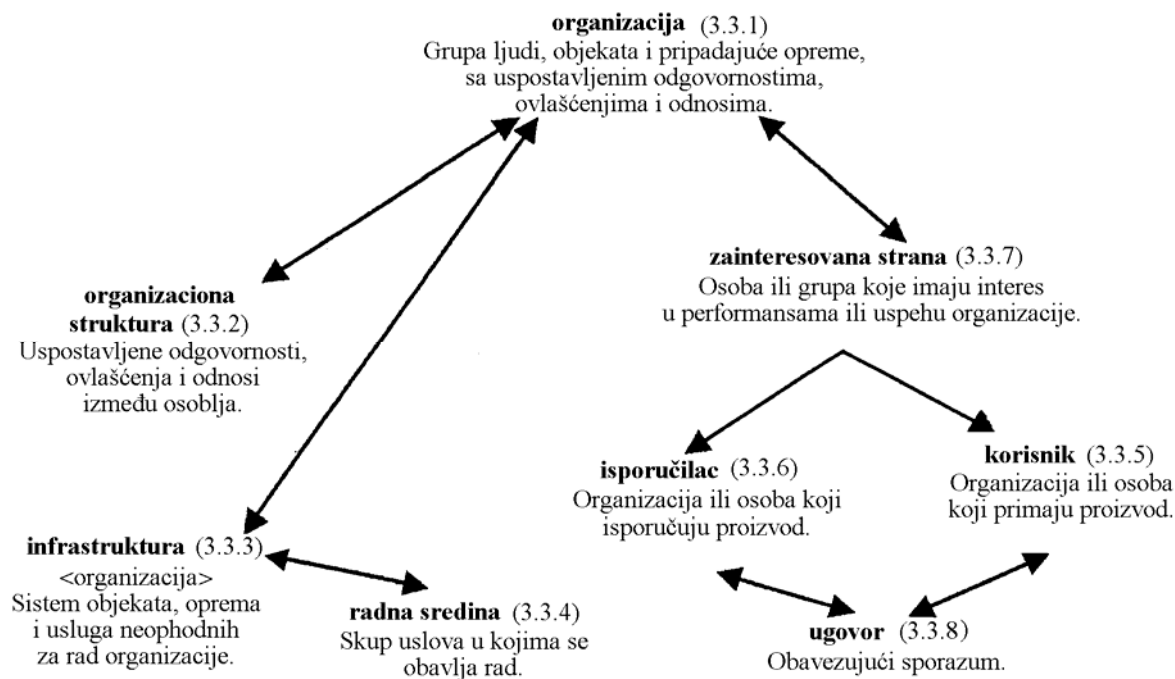 organizacija (3.3.1)
Grupa ljudi, objekata i pripadajuće opreme,
sa uspostavljenim odgovornostima,
ovlašćenjima i odnosima.
organizaciona
struktura (3.3.2)
Uspostavljene odgovornosti,
ovlašćenja i odnosi
između osoblja.
zainteresovana strana (3.3.7)
Osoba ili grupa koje imaju interes
u performansama ili uspehu organizacije.
isporučilac (3.3.6)
Organizacija ili osoba koji
isporučuju proizvod.
korisnik (3.3.5)
Organizacija ili osoba
koji primaju proizvod.
infrastruktura (3.3.3)
<organizacija>
Sistem objekata, oprema
i usluga neophodnih
za rad organizacije.
radna sredina (3.3.4)
Skup uslova u kojima se
obavlja rad.
ugovor (3.3.8)
Obavezujući sporazum.